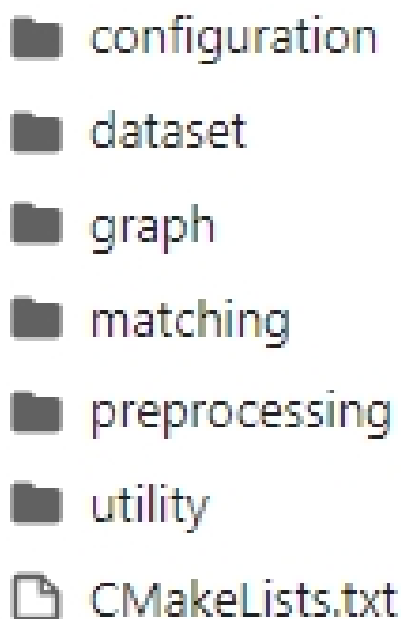 configuration
dataset
graph
matching
preprocessing
utility
CMakeLists.txt